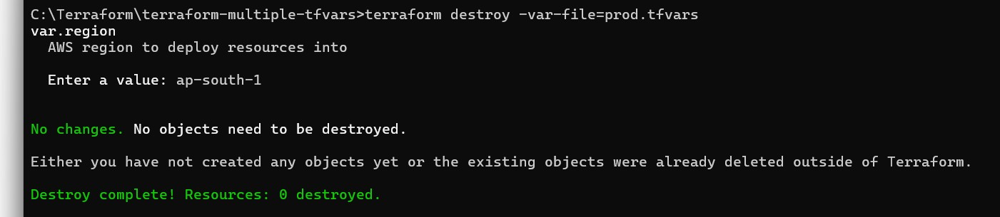 C:\Terraform\terraform-multiple-tfvars>terraform destroy -var-file=prod.tfvars
var.region
AWS region to deploy resources into
Enter a value: ap-south-1
No changes. No objects need to be destroyed.
Either you have not created any objects yet or the existing objects were already deleted outside of Terraform.
Destroy complete! Resources: 0 destroyed.